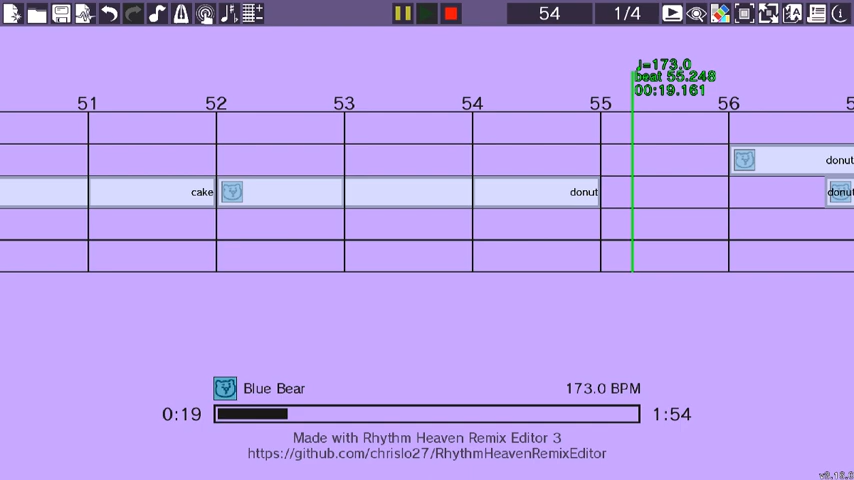 54 1/4
♩=173.0
beat 55.248
00:19.161
51 52 53 54 55 56
donut
cake donut donut
Blue Bear 173.0 BPM
0:19 1:54
Made with Rhythm Heaven Remix Editor 3
https://github.com/chrislo27/RhythmHeavenRemixEditor